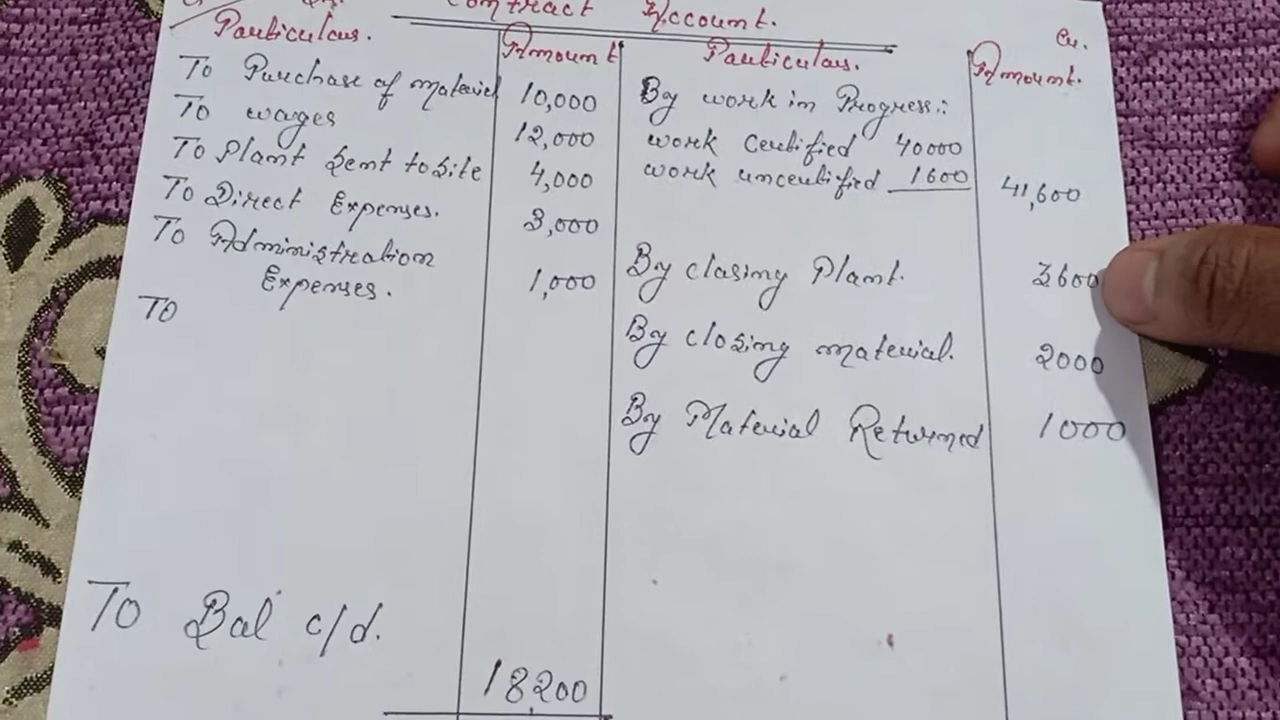 Contract Account.
Particulars. Amount Particulars. Cr. Amount.
To Purchase of material 10,000 By work in Progress:
To wages 12,000 work Certified 40000
To Plant Sent to Site 4,000 work uncertified 1600 41,600
To Direct Expenses. 3,000
To Administration
Expenses. 1,000 By closing Plant. 3600
To
By closing material. 2000
By Material Returned 1000
To Bal c/d.
18,200